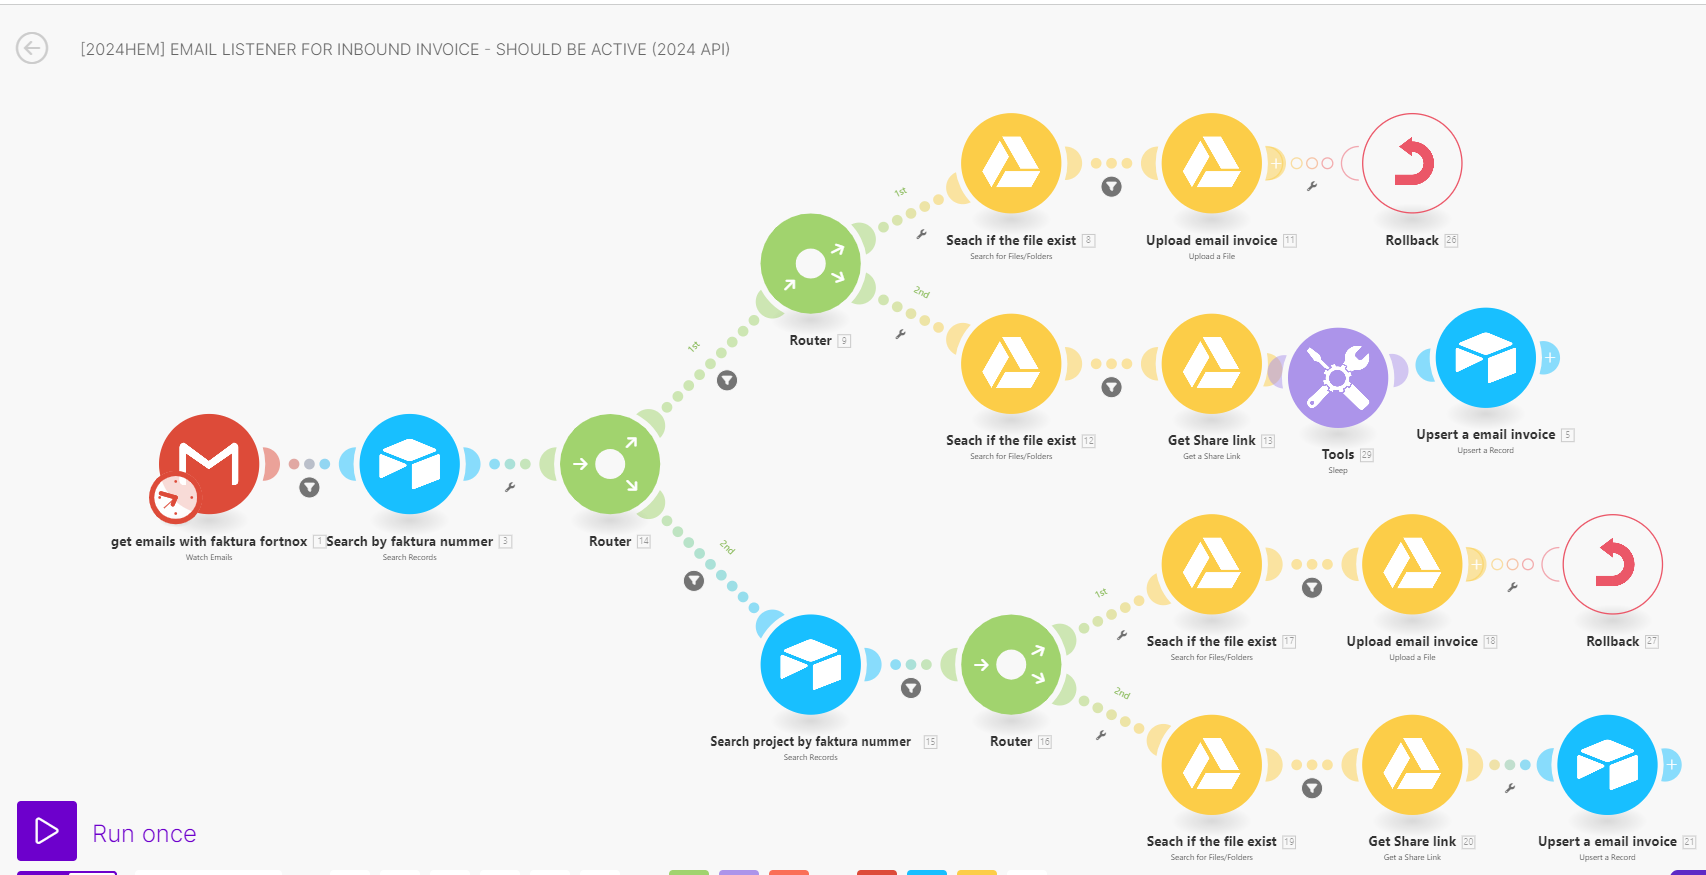 [2024HEM] EMAIL LISTENER FOR INBOUND INVOICE - SHOULD BE ACTIVE (2024 API)
1st
Seach if the file exist 8
Search for Files/Folders
Upload email invoice 11
Upload a File
Rollback 26
2nd
Router 9
1st
Seach if the file exist 12
Search for Files/Folders
Get Share link 13
Get a Share Link
Tools 29
Sleep
Upsert a email invoice 5
Upsert a Record
get emails with faktura fortnox 1
Watch Emails
Search by faktura nummer 3
Search Records
Router 14
2nd
1st
Seach if the file exist 17
Search for Files/Folders
Upload email invoice 18
Upload a File
Rollback 27
2nd
Search project by faktura nummer 15
Search Records
Router 16
Seach if the file exist 19
Search for Files/Folders
Get Share link 20
Get a Share Link
Upsert a email invoice 21
Upsert a Record
Run once